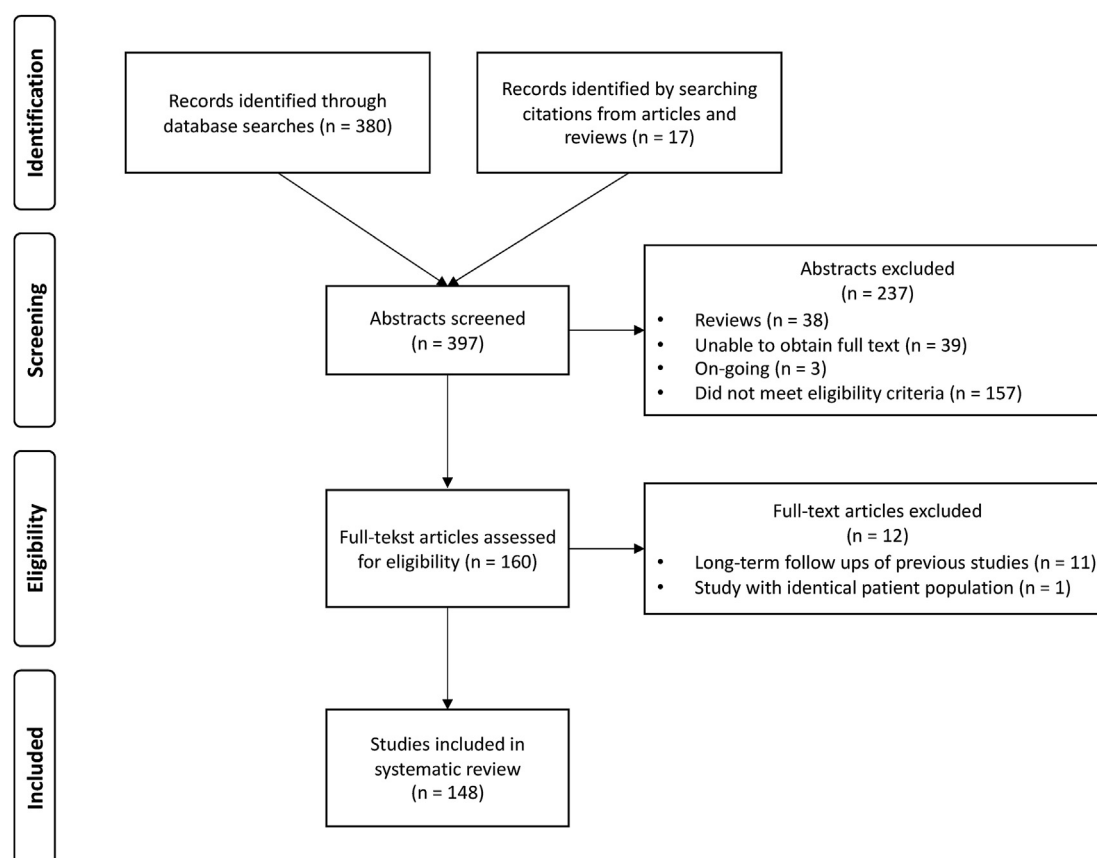 Identification
Records identified through
database searches (n = 380)
Records identified by searching
citations from articles and
reviews (n = 17)
Screening
Abstracts screened
(n = 397)
Abstracts excluded
(n = 237)
• Reviews (n = 38)
• Unable to obtain full text (n = 39)
• On-going (n = 3)
• Did not meet eligibility criteria (n = 157)
Eligibility
Full-tekst articles assessed
for eligibility (n = 160)
Full-text articles excluded
(n = 12)
• Long-term follow ups of previous studies (n = 11)
• Study with identical patient population (n = 1)
Included
Studies included in
systematic review
(n = 148)